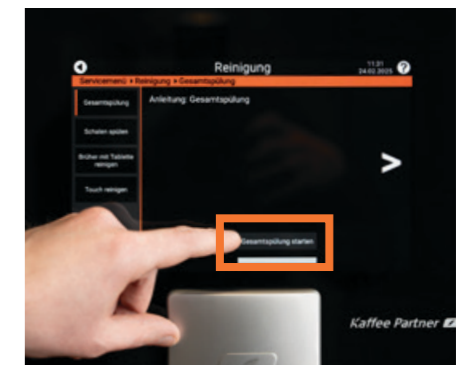 Reinigung
11:31
24.02.2025
?
Servicemenü > Reinigung > Gesamtspülung
Gesamtspülung
Anleitung: Gesamtspülung
Schalen spülen
Brüher mit Tablette
reinigen
Touch reinigen
>
Gesamtspülung starten
Kaffee Partner